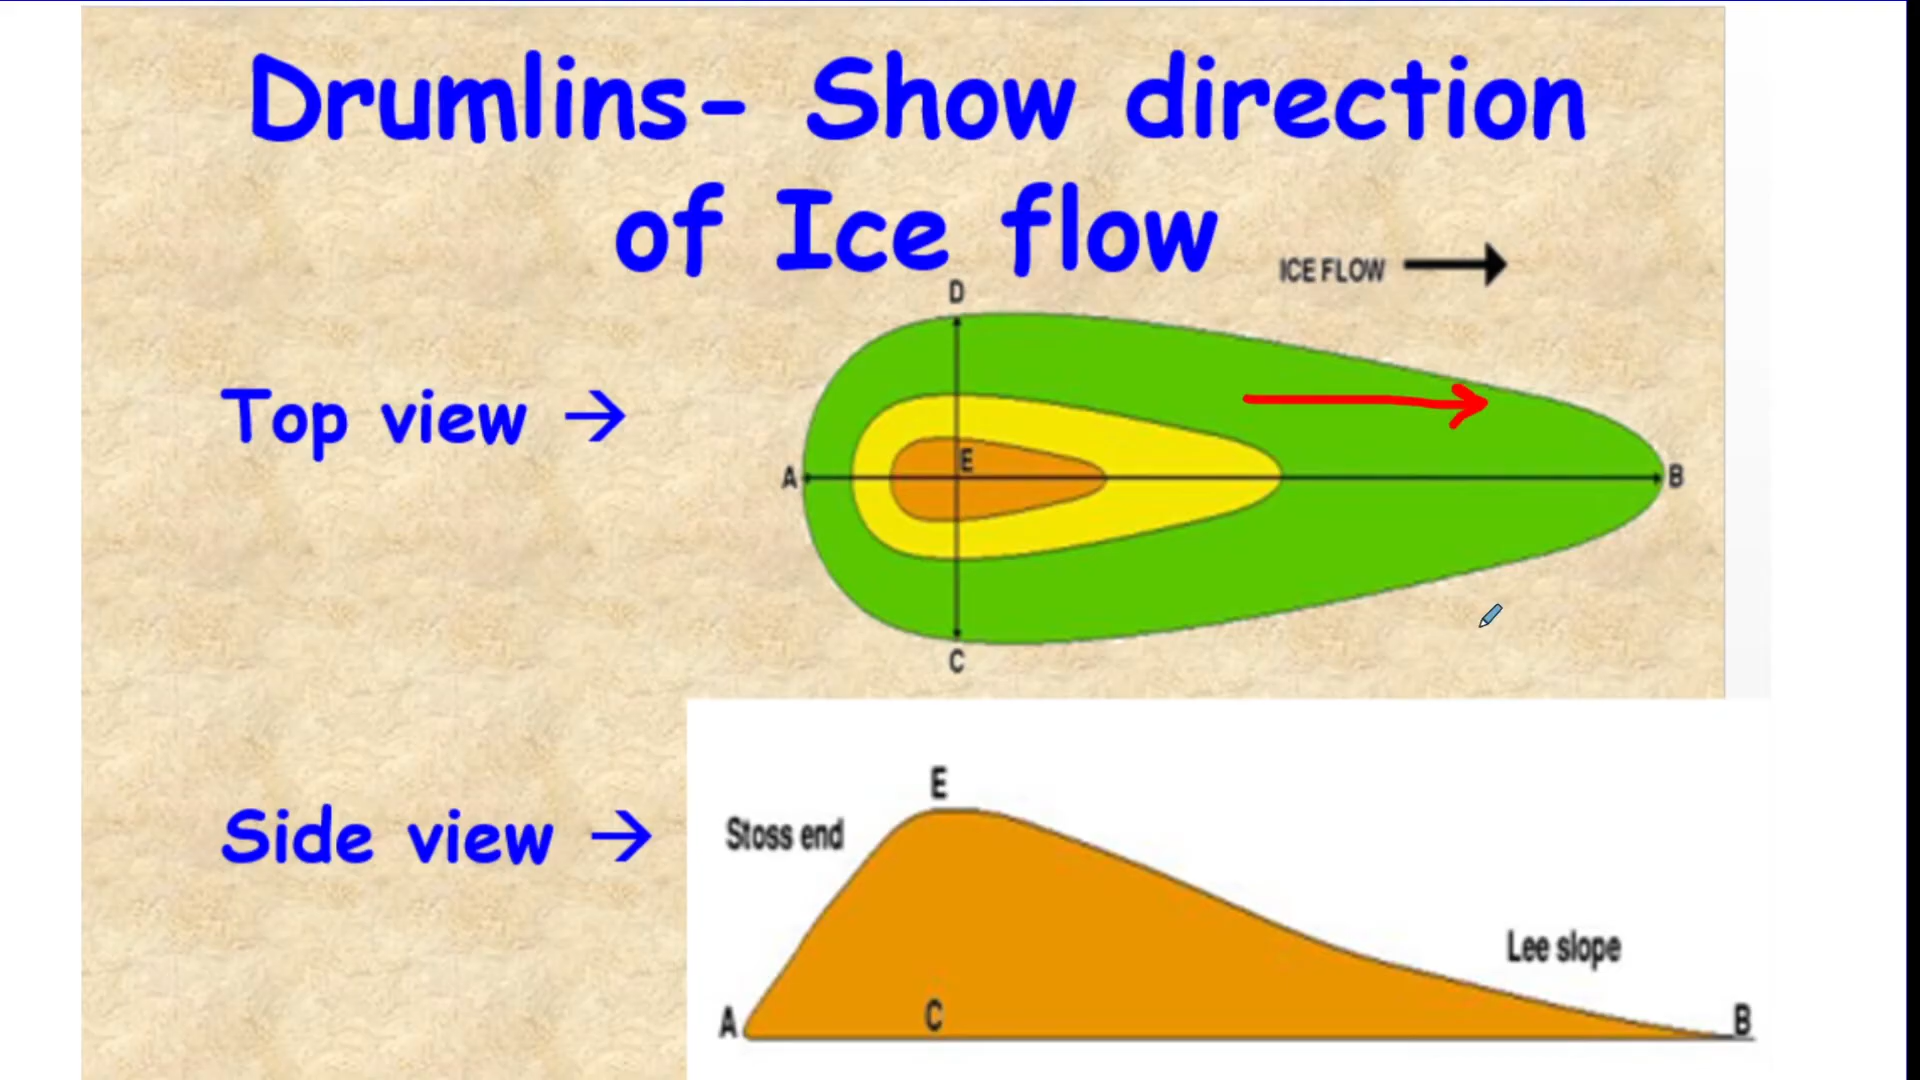 Drumlins- Show direction
of Ice flow
ICE FLOW
D
Top view →
E
A
B
C
E
Stoss end
Side view →
Lee slope
A
C
B